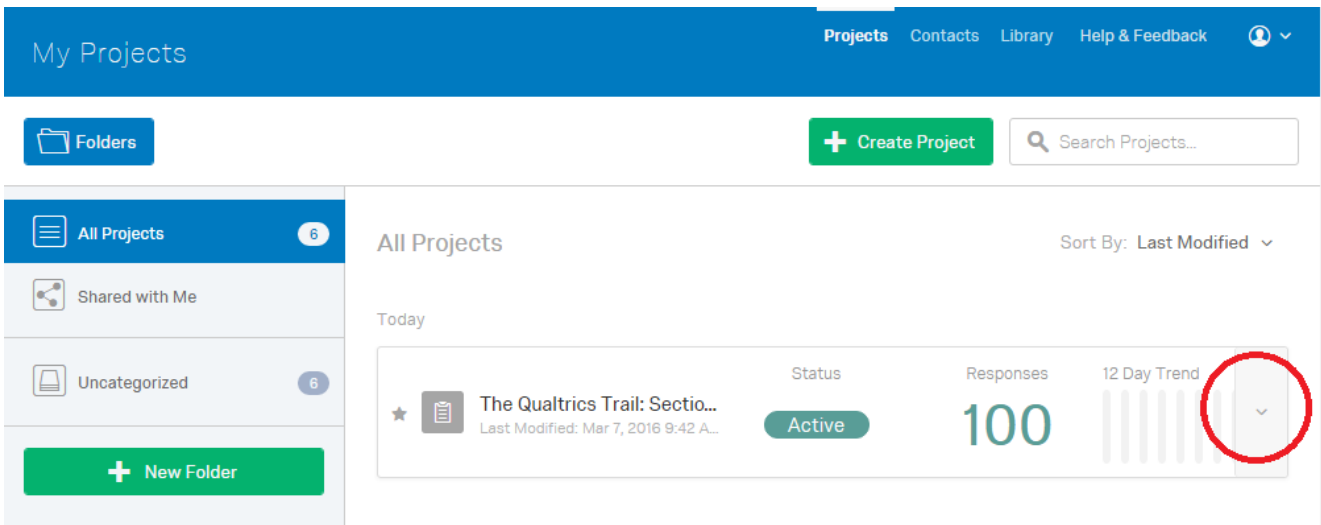 My Projects
Projects Contacts Library Help & Feedback
Folders
Create Project
Search Projects...
All Projects 6
Shared with Me
Uncategorized 6
New Folder
All Projects
Sort By: Last Modified
Today
The Qualtrics Trail: Sectio...
Last Modified: Mar 7, 2016 9:42 A...
Status
Active
Responses
100
12 Day Trend